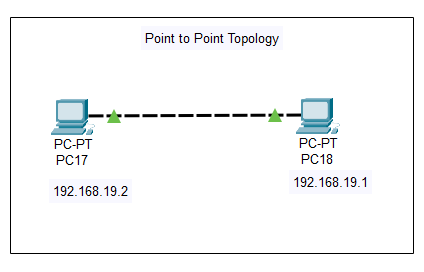 Point to Point Topology
PC-PT
PC17
192.168.19.2
PC-PT
PC18
192.168.19.1